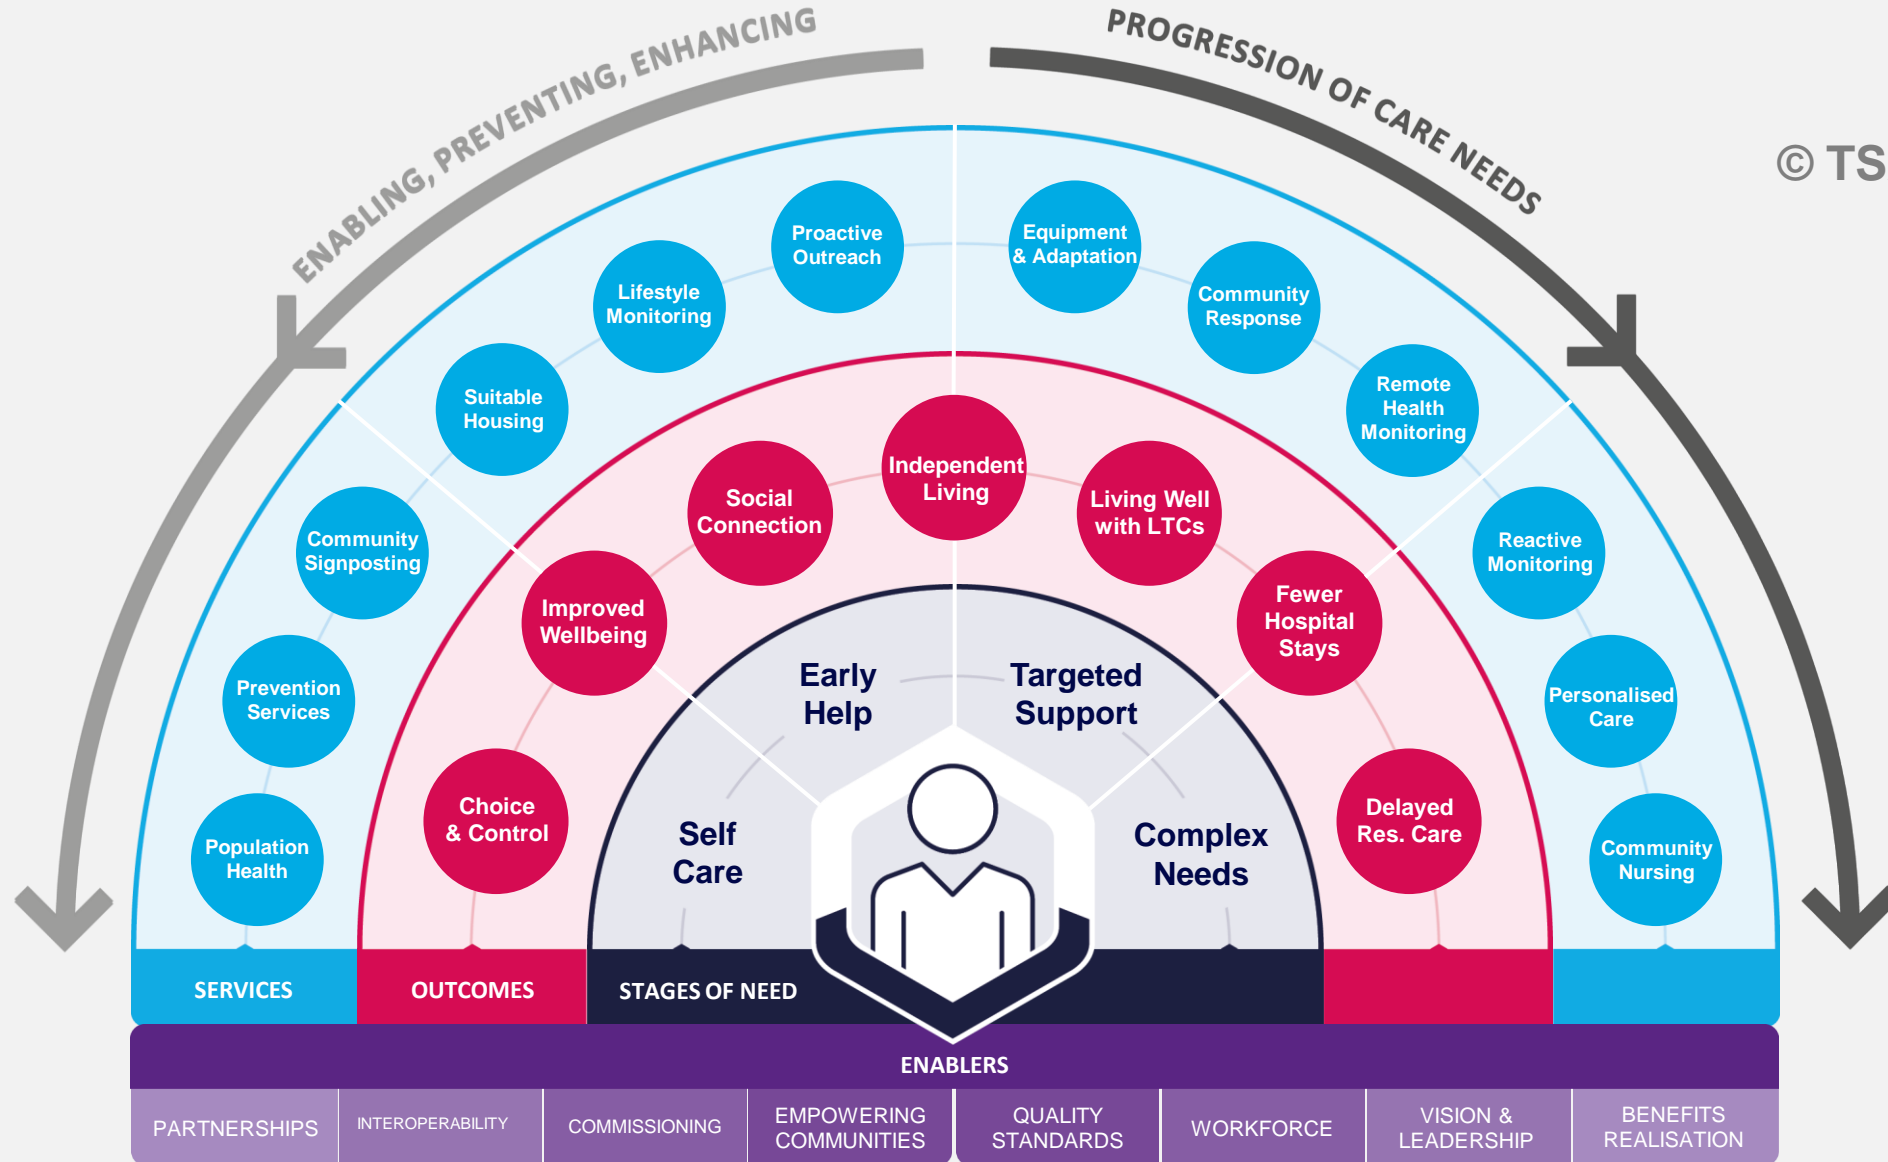 ENABLING, PREVENTING, ENHANCING
PROGRESSION OF CARE NEEDS
© TS
Proactive
Outreach
Equipment
& Adaptation
Lifestyle
Monitoring
Community
Response
Suitable
Housing
Remote
Health
Monitoring
Community
Signposting
Reactive
Monitoring
Prevention
Services
Personalised
Care
Population
Health
Community
Nursing
Independent
Living
Social
Connection
Living Well
with LTCs
Improved
Wellbeing
Fewer
Hospital
Stays
Choice
& Control
Delayed
Res. Care
Early
Help
Targeted
Support
Self
Care
Complex
Needs
SERVICES
OUTCOMES
STAGES OF NEED
ENABLERS
PARTNERSHIPS
INTEROPERABILITY
COMMISSIONING
EMPOWERING
COMMUNITIES
QUALITY
STANDARDS
WORKFORCE
VISION &
LEADERSHIP
BENEFITS
REALISATION